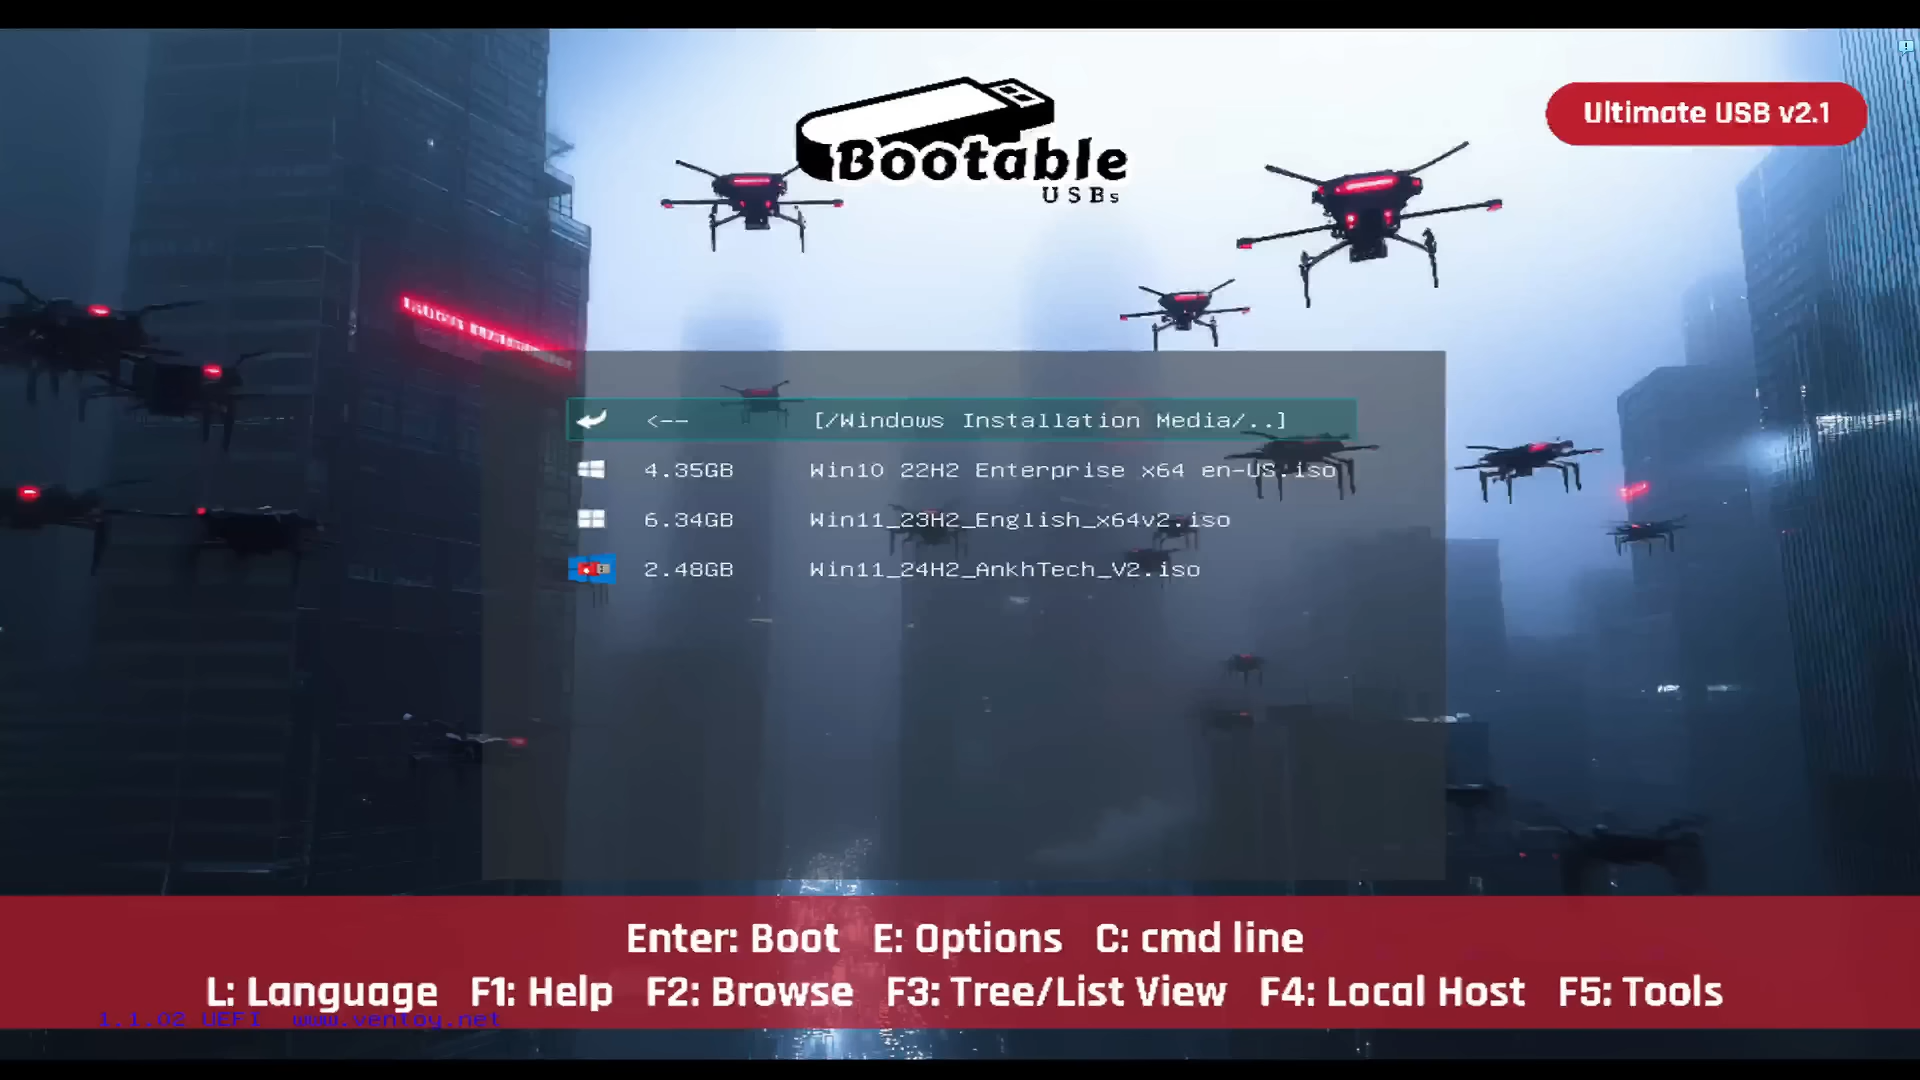 Ultimate USB v2.1
Bootable
USBs
<-- [/Windows Installation Media/..]
4.35GB Win10 22H2 Enterprise x64 en-US.iso
6.34GB Win11_23H2_English_x64v2.iso
2.48GB Win11_24H2_AnkhTech_V2.iso
Enter: Boot E: Options C: cmd line
L: Language F1: Help F2: Browse F3: Tree/List View F4: Local Host F5: Tools
1.1.02 UEFI www.ventoy.net